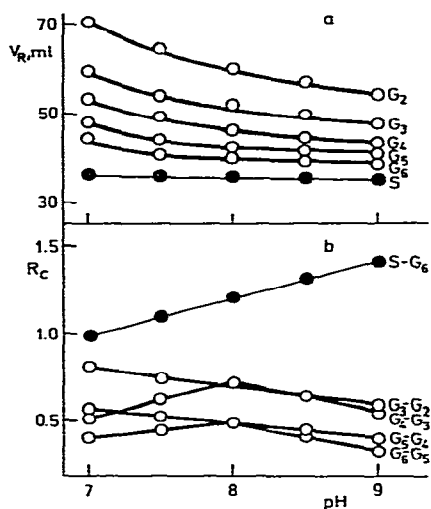 a
70
V_R, ml
50
30
G₂
G₃
G₄
G₅
G₆
S
b
1.5
R_C
1.0
0.5
S-G₆
G₃-G₂
G₄-G₃
G₅-G₄
G₆-G₅
7
8
pH
9